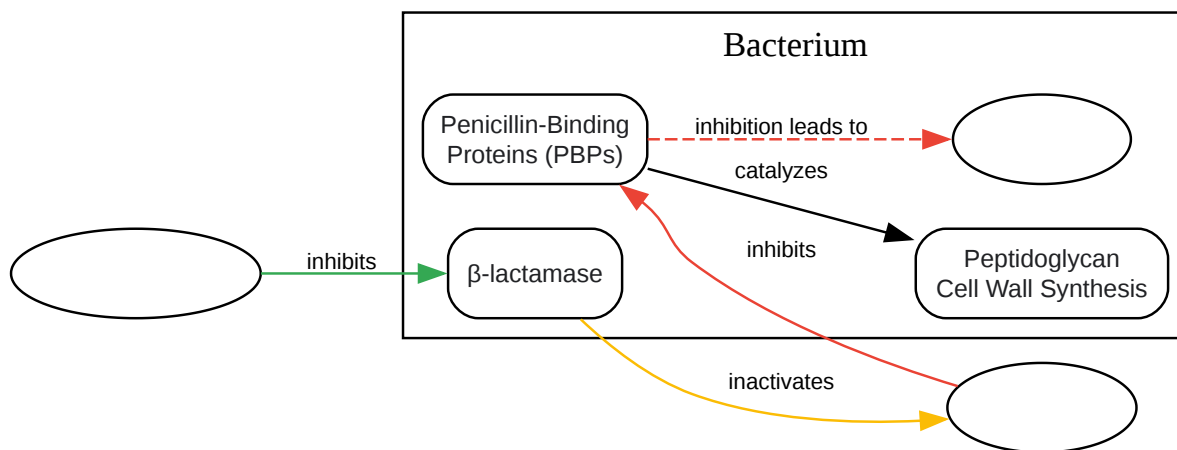 Bacterium
Penicillin-Binding
Proteins (PBPs)
inhibition leads to
catalyzes
inhibits
β-lactamase
inhibits
Peptidoglycan
Cell Wall Synthesis
inactivates